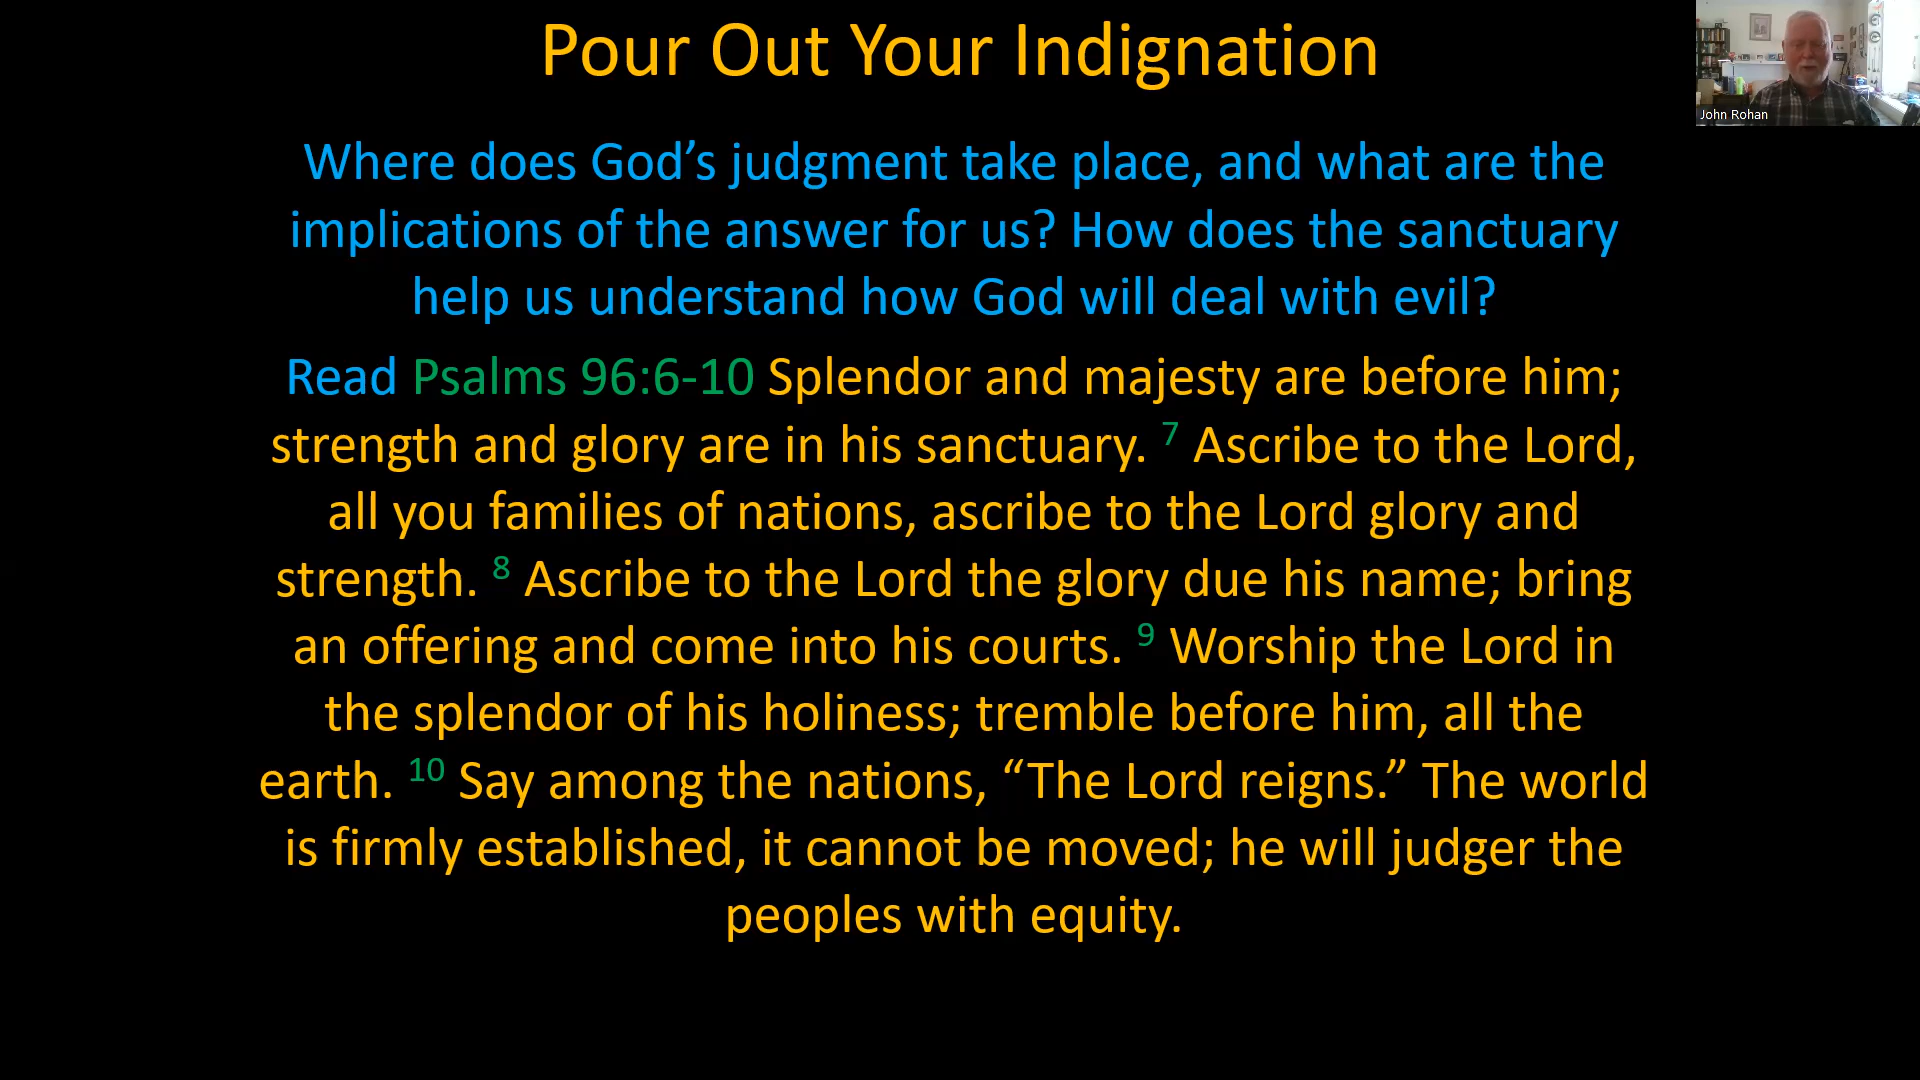 Pour Out Your Indignation
John Rohan
Where does God’s judgment take place, and what are the
implications of the answer for us? How does the sanctuary
help us understand how God will deal with evil?
Read Psalms 96:6-10 Splendor and majesty are before him;
strength and glory are in his sanctuary. 7 Ascribe to the Lord,
all you families of nations, ascribe to the Lord glory and
strength. 8 Ascribe to the Lord the glory due his name; bring
an offering and come into his courts. 9 Worship the Lord in
the splendor of his holiness; tremble before him, all the
earth. 10 Say among the nations, “The Lord reigns.” The world
is firmly established, it cannot be moved; he will judger the
peoples with equity.